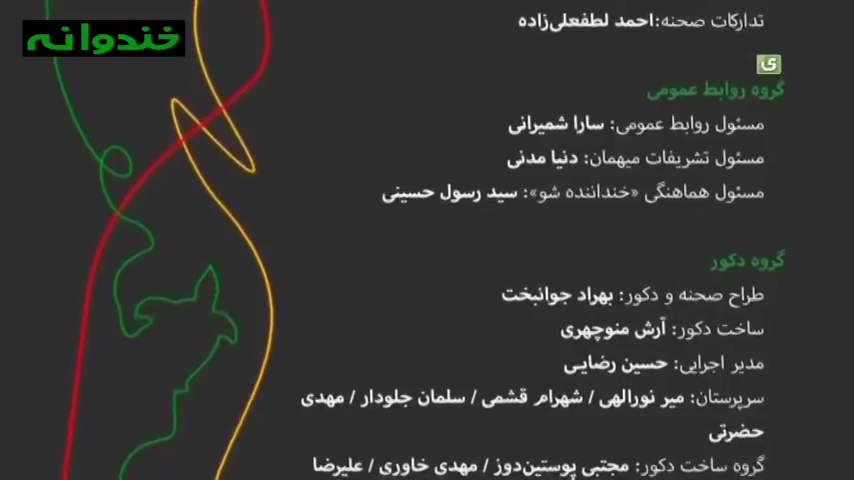 خندوانه
تدارکات صحنه: احمد لطفعلی‌زاده
ی
گروه روابط عمومی
مسئول روابط عمومی: سارا شمیرانی
مسئول تشریفات میهمان: دنیا مدنی
مسئول هماهنگی «خنداننده شو»: سید رسول حسینی
گروه دکور
طراح صحنه و دکور: بهراد جوانبخت
ساخت دکور: آرش منوچهری
مدیر اجرایی: حسین رضایی
سرپرستان: میر نورالهی / شهرام قشمی / سلمان جلودار / مهدی
حضرتی
گروه ساخت دکور: مجتبی پوستین‌دوز / مهدی خاوری / علیرضا